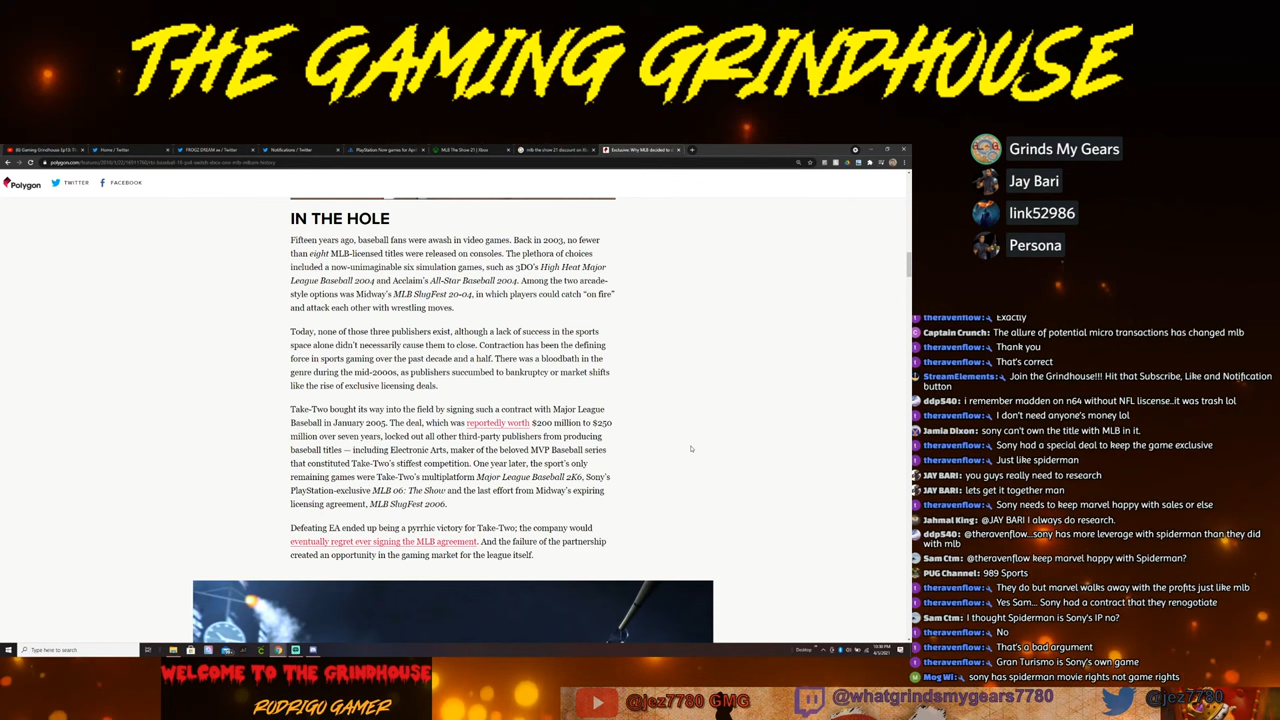 THE GAMING GRINDHOUSE
Home / Twitter
Notifications / Twitter
Polygon
TWITTER
FACEBOOK
IN THE HOLE
Fifteen years ago, baseball fans were awash in video games. Back in 2003, no fewer
than eight MLB-licensed titles were released on consoles. The plethora of choices
included a now-unimaginable six simulation games, such as 3DO's High Heat Major
League Baseball 2004 and Acclaim's All-Star Baseball 2004. Among the two arcade-
style options was Midway's MLB SlugFest 20-04, in which players could catch "on fire"
and attack each other with wrestling moves.
Today, none of those three publishers exist, although a lack of success in the sports
space alone didn't necessarily cause them to close. Contraction has been the defining
force in sports gaming over the past decade and a half. There was a bloodbath in the
genre during the mid-2000s, as publishers succumbed to bankruptcy or market shifts
like the rise of exclusive licensing deals.
Take-Two bought its way into the field by signing such a contract with Major League
Baseball in January 2005. The deal, which was reportedly worth $200 million to $250
million over seven years, locked out all other third-party publishers from producing
baseball titles — including Electronic Arts, maker of the beloved MVP Baseball series
that constituted Take-Two's stiffest competition. One year later, the sport's only
remaining games were Take-Two's multiplatform Major League Baseball 2K6, Sony's
PlayStation-exclusive MLB 06: The Show and the last effort from Midway's expiring
licensing agreement, MLB SlugFest 2006.
Defeating EA ended up being a pyrrhic victory for Take-Two; the company would
eventually regret ever signing the MLB agreement. And the failure of the partnership
created an opportunity in the gaming market for the league itself.
Type here to search
Desktop
10:30 PM
4/5/2021
Grinds My Gears
Jay Bari
link52986
Persona
theravenflow: Exactly
Captain Crunch: The allure of potential micro transactions has changed mlb
theravenflow: Thank you
theravenflow: That's correct
StreamElements: Join the Grindhouse!!! Hit that Subscribe, Like and Notification
button
ddp540: i remember madden on n64 without NFL liscense..it was trash lol
theravenflow: I don't need anyone's money lol
Jamia Dixon: sony can't own the title with MLB in it.
theravenflow: Sony had a special deal to keep the game exclusive
theravenflow: Just like spiderman
JAY BARI: you guys really need to research
JAY BARI: lets get it together man
theravenflow: Sony needs to keep marvel happy with sales or else
Jahmal King: @JAY BARI I always do research.
ddp540: @theravenflow...sony has more leverage with spiderman than they did
with mlb
Sam Ctm: @theravenflow keep marvel happy with Spiderman?
PUG Channel: 989 Sports
theravenflow: They do but marvel walks away with the profits just like mlb
theravenflow: Yes Sam... Sony had a contract that they renogotiate
Sam Ctm: I thought Spiderman is Sony's IP no?
theravenflow: No
theravenflow: That's a bad argument
theravenflow: Gran Turismo is Sony's own game
Mog Wi: sony has spiderman movie rights not game rights
WELCOME TO THE GRINDHOUSE
RODRIGO GAMER
@jez7780 GMG
@whatgrindsmygears7780
@jez7780